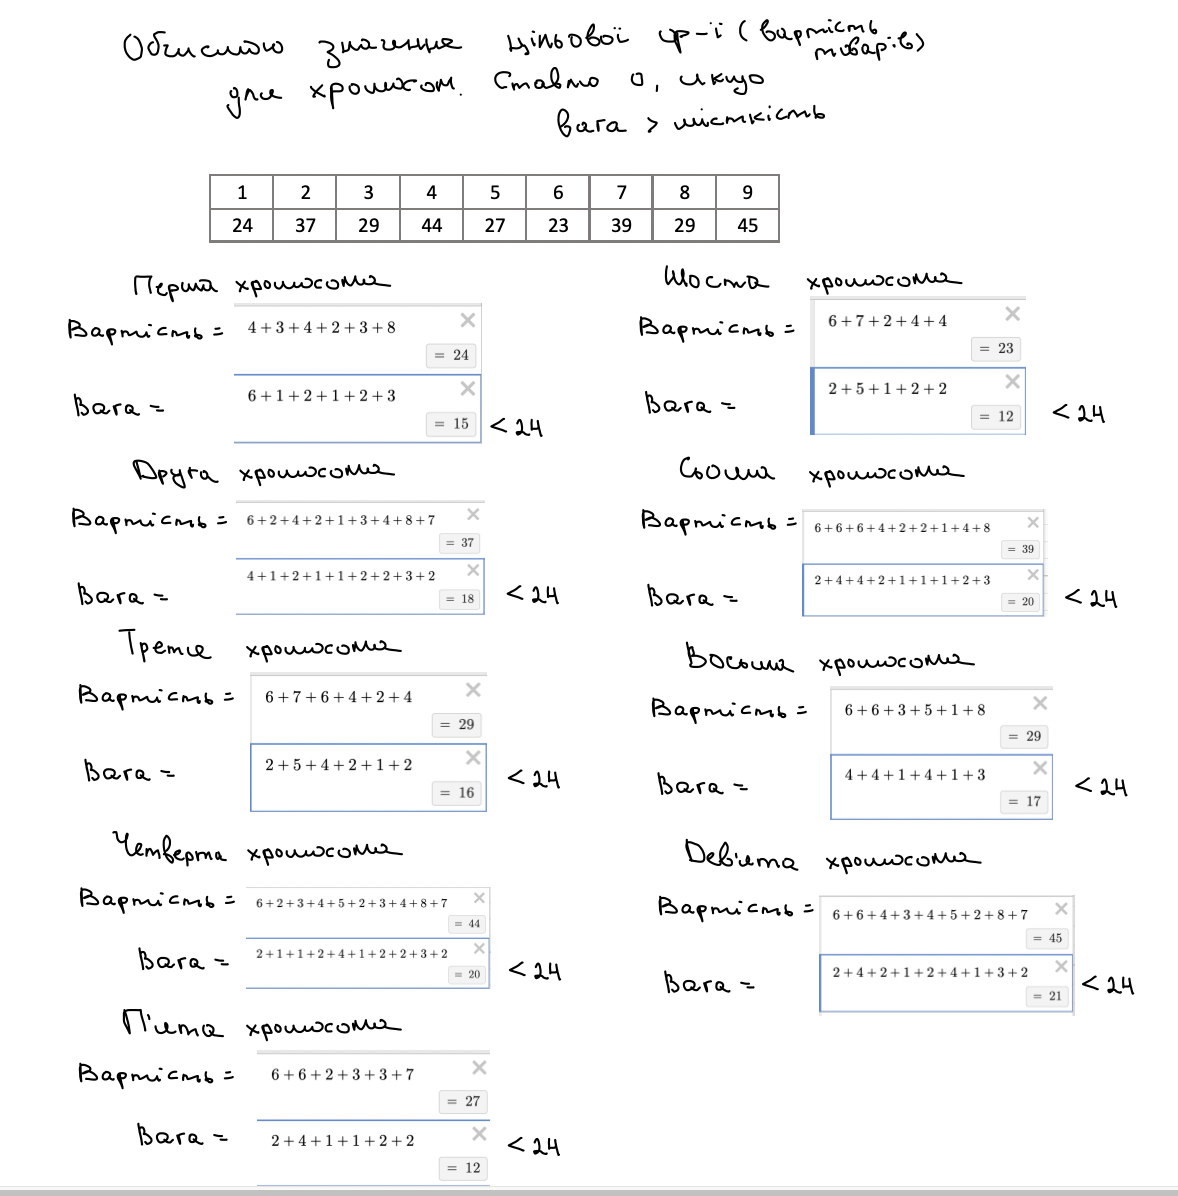 Обчислюю значення цільової ф-ї (вартість товарів)
для хромосом. Ставимо 0, якщо
вага > місткість
1 2 3 4 5 6 7 8 9
24 37 29 44 27 23 39 29 45
Перша хромосома
Вартість = 4+3+4+2+3+8
= 24
Вага = 6+1+2+1+2+3
= 15 < 24
Друга хромосома
Вартість = 6+2+4+2+1+3+4+8+7
= 37
Вага = 4+1+2+1+1+2+2+3+2
= 18 < 24
Третя хромосома
Вартість = 6+7+6+4+2+4
= 29
Вага = 2+5+4+2+1+2
= 16 < 24
Четверта хромосома
Вартість = 6+2+3+4+5+2+3+4+8+7
= 44
Вага = 2+1+1+2+4+1+2+2+3+2
= 20 < 24
П'ята хромосома
Вартість = 6+6+2+3+3+7
= 27
Вага = 2+4+1+1+2+2
= 12 < 24
Шоста хромосома
Вартість = 6+7+2+4+4
= 23
Вага = 2+5+1+2+2
= 12 < 24
Сьома хромосома
Вартість = 6+6+6+4+2+2+1+4+8
= 39
Вага = 2+4+4+2+1+1+1+2+3
= 20 < 24
Восьма хромосома
Вартість = 6+6+3+5+1+8
= 29
Вага = 4+4+1+4+1+3
= 17 < 24
Дев'ята хромосома
Вартість = 6+6+4+3+4+5+2+8+7
= 45
Вага = 2+4+2+1+2+4+1+3+2
= 21 < 24